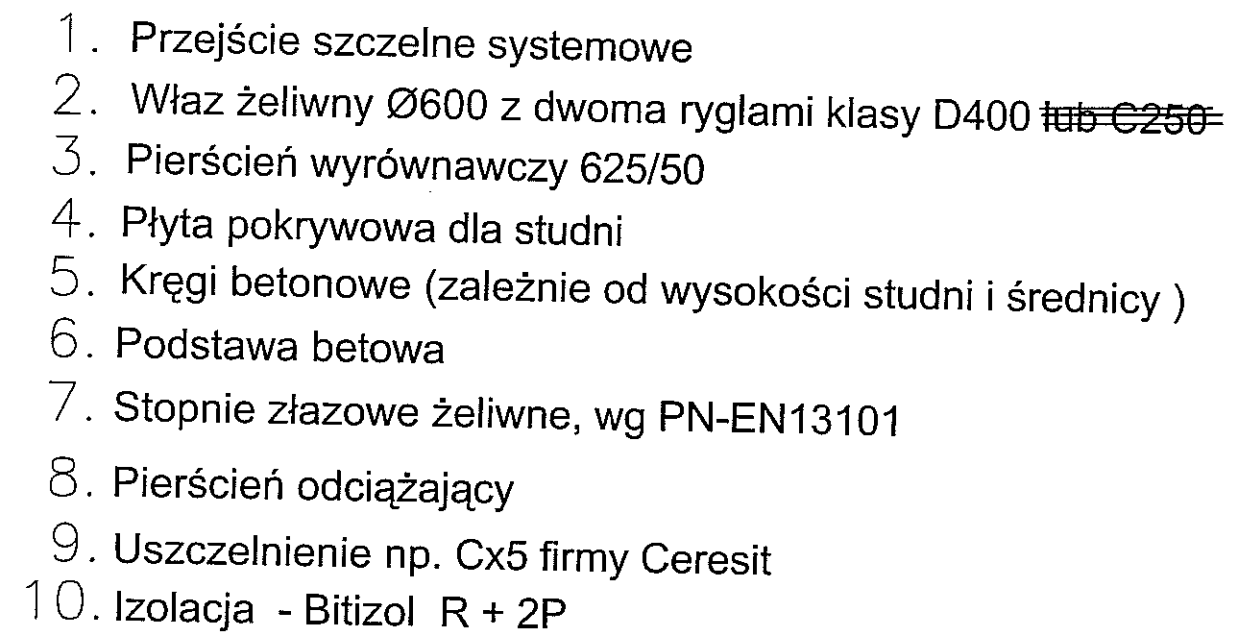 1. Przejście szczelne systemowe
2. Właz żeliwny Ø600 z dwoma ryglami klasy D400 lub C250
3. Pierścień wyrównawczy 625/50
4. Płyta pokrywowa dla studni
5. Kręgi betonowe (zależnie od wysokości studni i średnicy )
6. Podstawa betowa
7. Stopnie złazowe żeliwne, wg PN-EN13101
8. Pierścień odciążający
9. Uszczelnienie np. Cx5 firmy Ceresit
10. Izolacja - Bitizol R + 2P